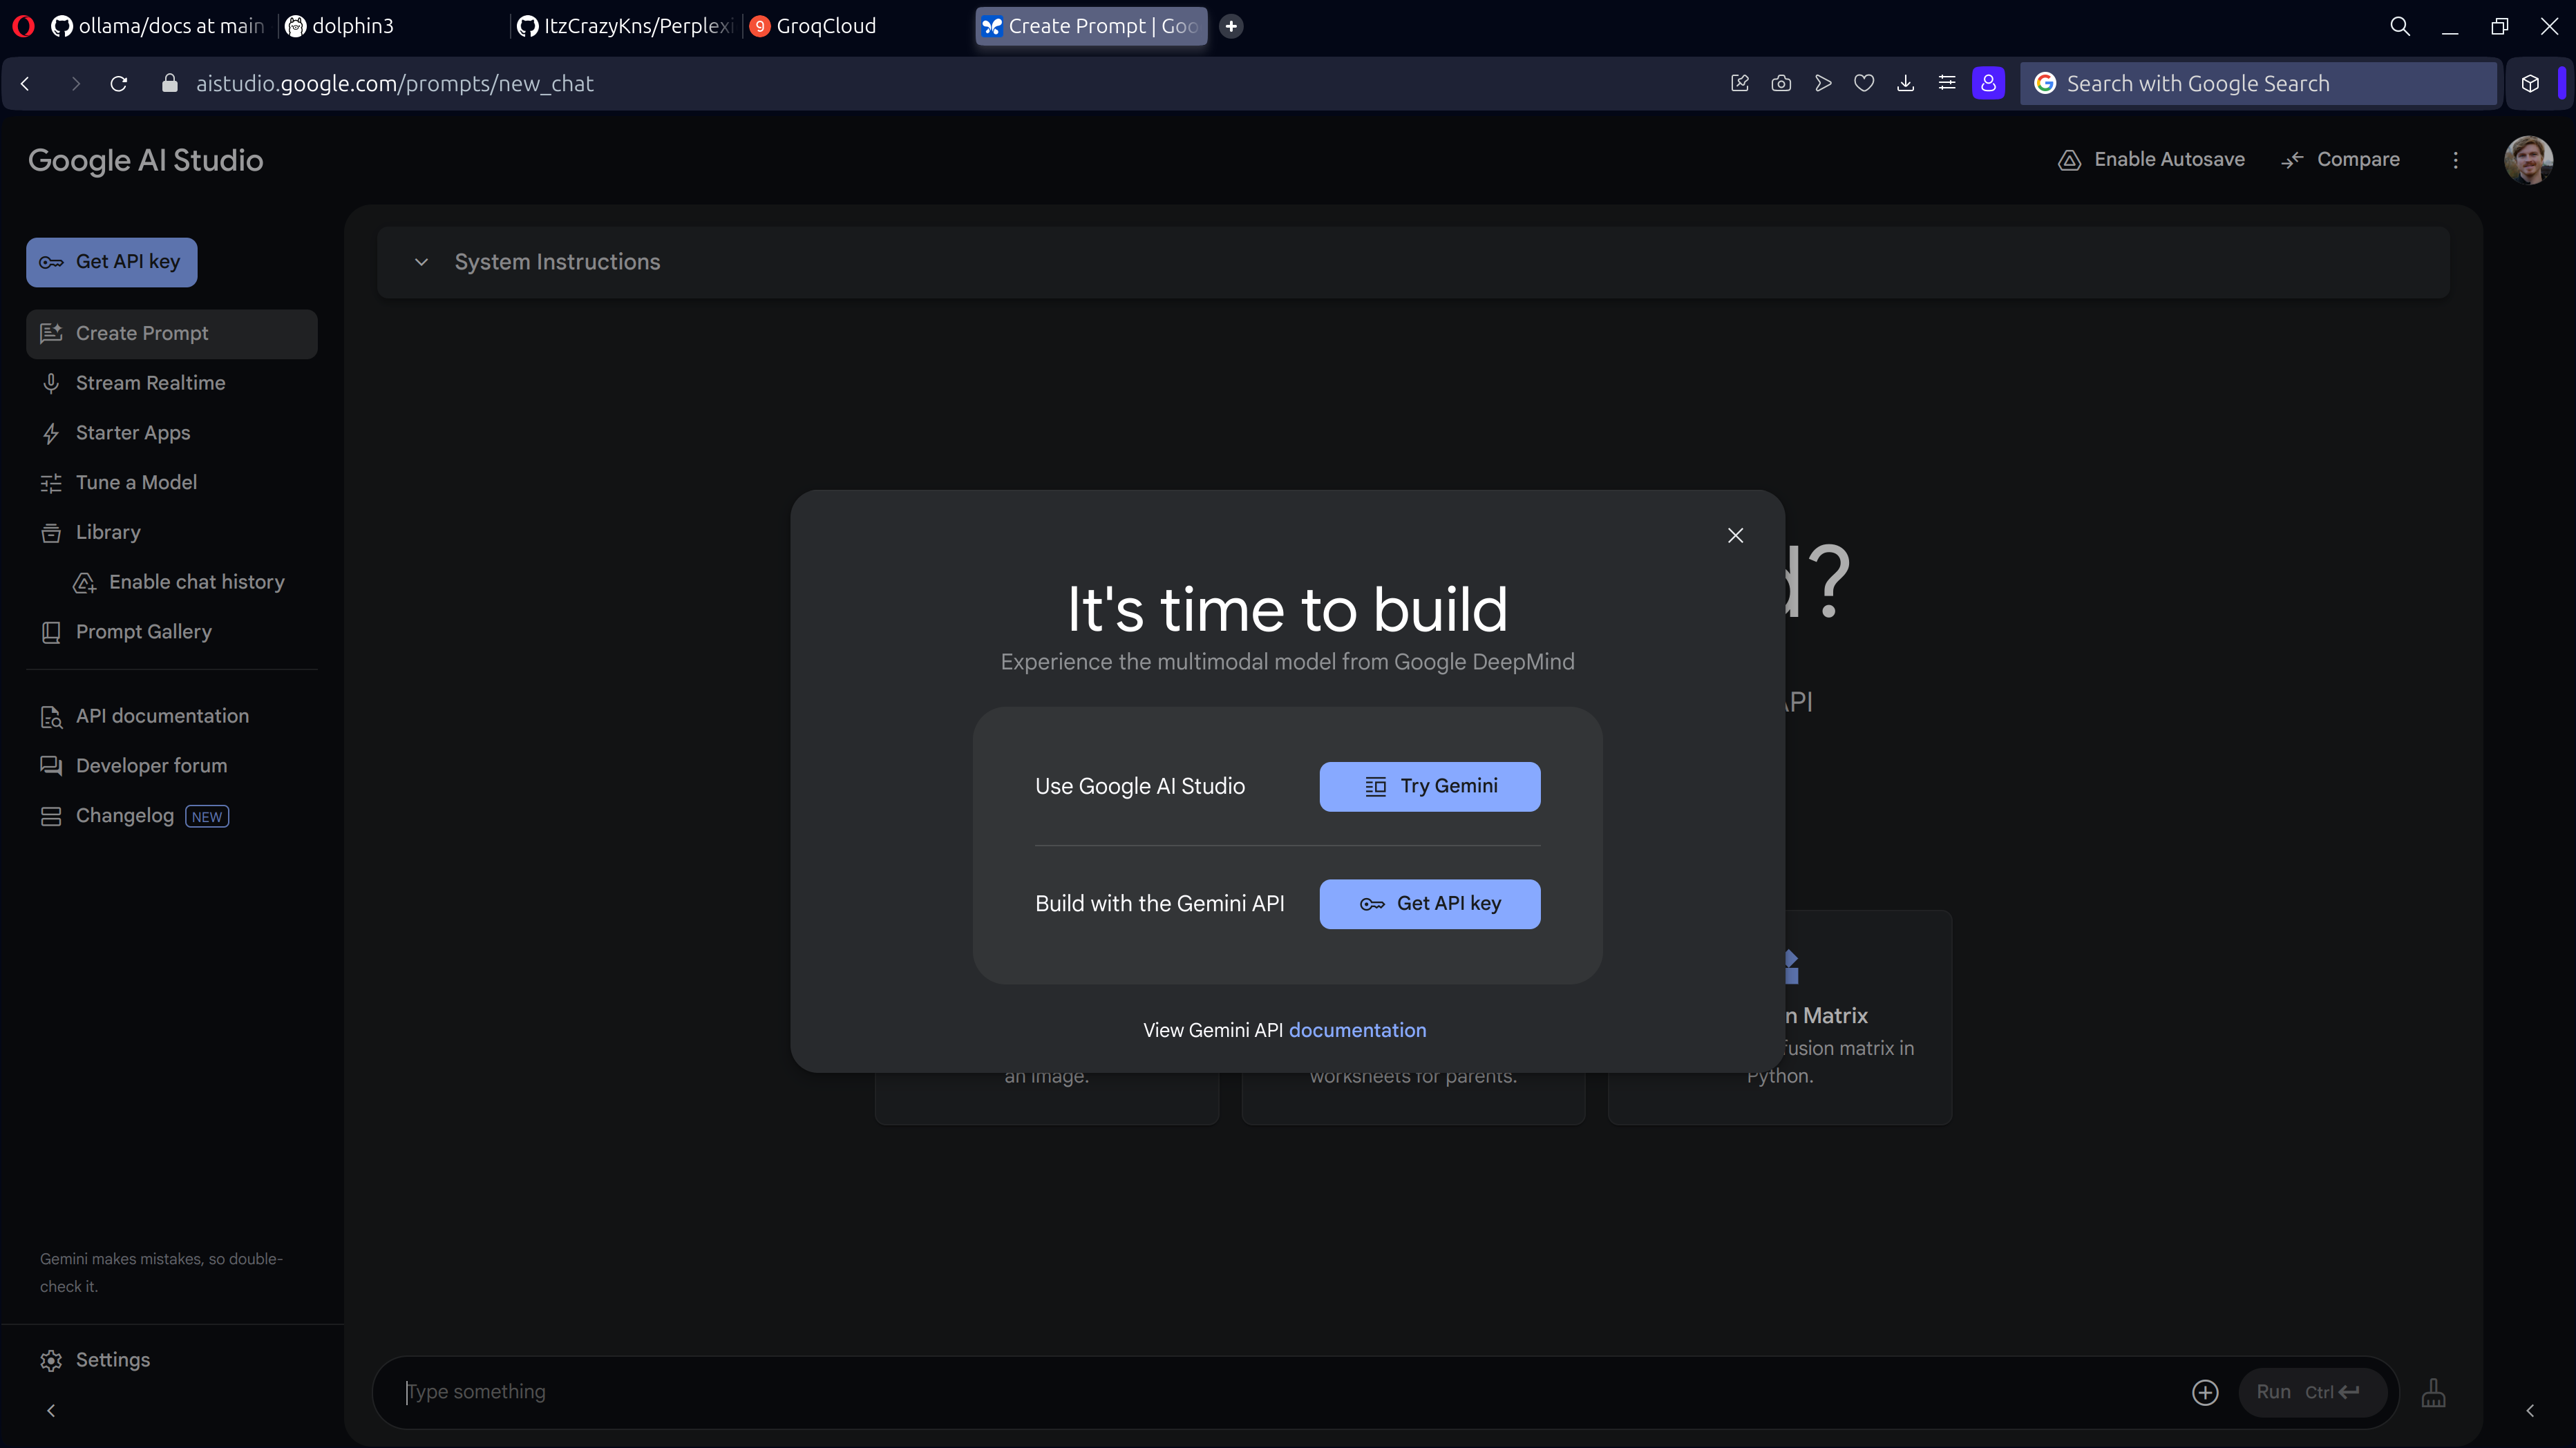 ollama/docs at main
dolphin3
ItzCrazyKns/Perplexi
9 GroqCloud
Create Prompt | Goo
aistudio.google.com/prompts/new_chat
Search with Google Search
Google AI Studio
Enable Autosave
Compare
Get API key
System Instructions
Create Prompt
Stream Realtime
Starter Apps
Tune a Model
Library
Enable chat history
Prompt Gallery
API documentation
Developer forum
Changelog NEW
d?
API
It's time to build
Experience the multimodal model from Google DeepMind
Use Google AI Studio
Try Gemini
Build with the Gemini API
Get API key
View Gemini API documentation
n Matrix
fusion matrix in
Python.
an image.
worksheets for parents.
Gemini makes mistakes, so double-
check it.
Settings
Type something
Run Ctrl